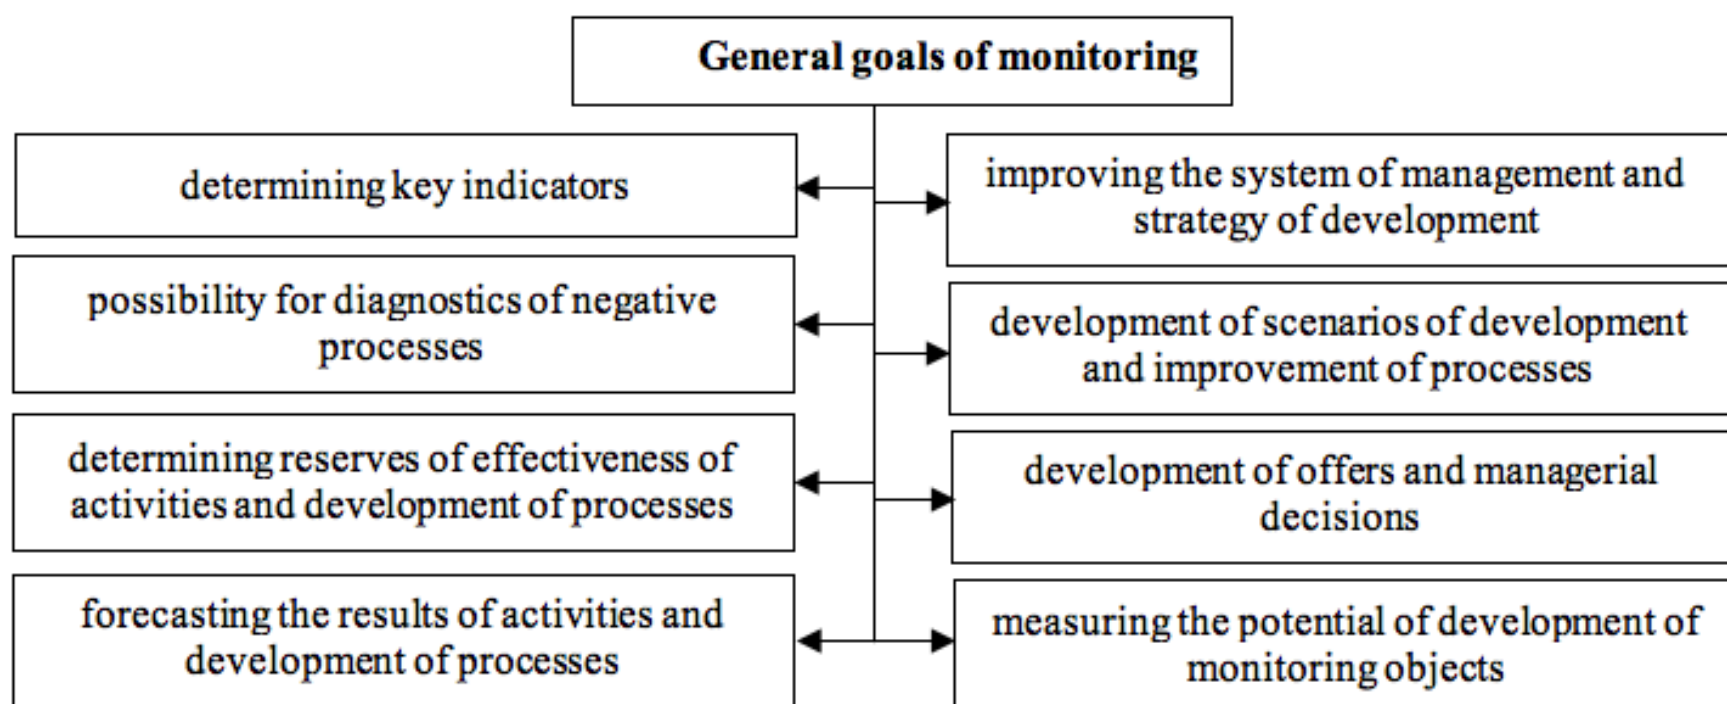 General goals of monitoring
determining key indicators
possibility for diagnostics of negative
processes
determining reserves of effectiveness of
activities and development of processes
forecasting the results of activities and
development of processes
improving the system of management and
strategy of development
development of scenarios of development
and improvement of processes
development of offers and managerial
decisions
measuring the potential of development of
monitoring objects